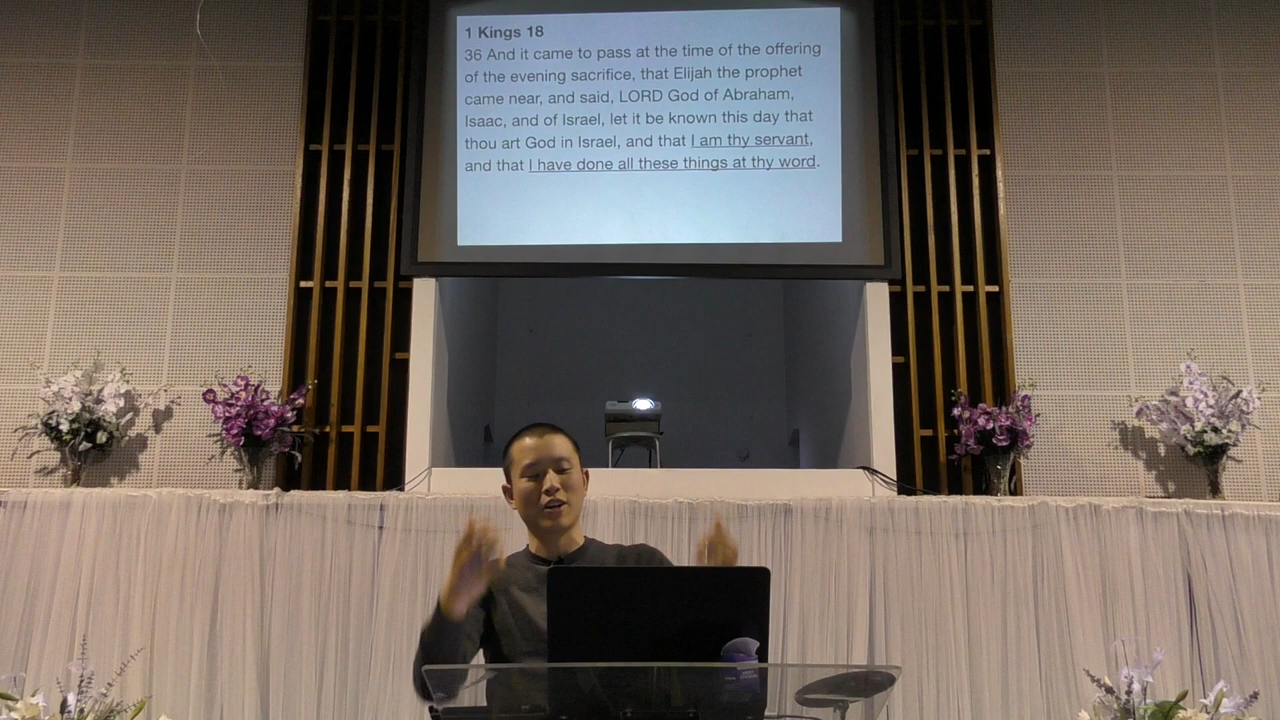 1 Kings 18
36 And it came to pass at the time of the offering
of the evening sacrifice, that Elijah the prophet
came near, and said, LORD God of Abraham,
Isaac, and of Israel, let it be known this day that
thou art God in Israel, and that I am thy servant,
and that I have done all these things at thy word.